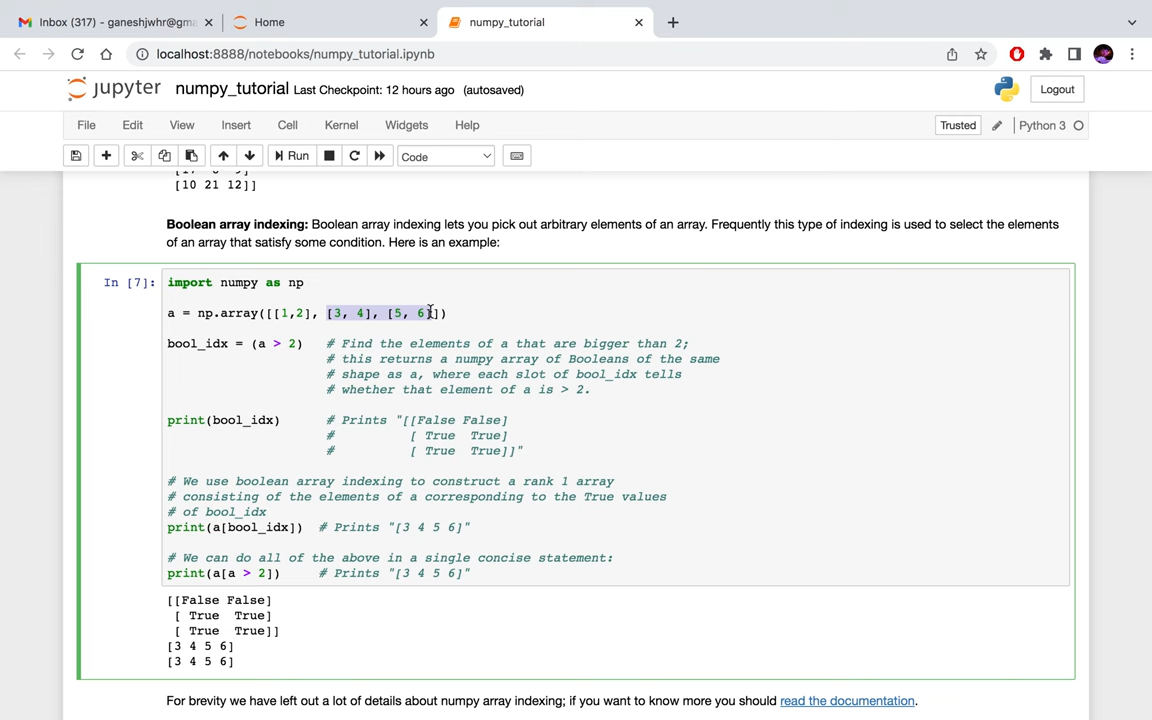 Inbox (317) - ganeshjwhr@gma
Home
numpy_tutorial
localhost:8888/notebooks/numpy_tutorial.ipynb
jupyter numpy_tutorial Last Checkpoint: 12 hours ago (autosaved)
Logout
File Edit View Insert Cell Kernel Widgets Help
Trusted Python 3
Run Code
[10 21 12]]
Boolean array indexing: Boolean array indexing lets you pick out arbitrary elements of an array. Frequently this type of indexing is used to select the elements
of an array that satisfy some condition. Here is an example:
In [7]: import numpy as np
a = np.array([[1,2], [3, 4], [5, 6]])
bool_idx = (a > 2) # Find the elements of a that are bigger than 2;
# this returns a numpy array of Booleans of the same
# shape as a, where each slot of bool_idx tells
# whether that element of a is > 2.
print(bool_idx) # Prints "[[False False]
# [ True True]
# [ True True]]"
# We use boolean array indexing to construct a rank 1 array
# consisting of the elements of a corresponding to the True values
# of bool_idx
print(a[bool_idx]) # Prints "[3 4 5 6]"
# We can do all of the above in a single concise statement:
print(a[a > 2]) # Prints "[3 4 5 6]"
[[False False]
[ True True]
[ True True]]
[3 4 5 6]
[3 4 5 6]
For brevity we have left out a lot of details about numpy array indexing; if you want to know more you should read the documentation.